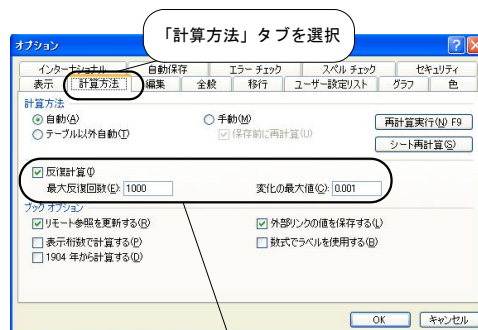 「計算方法」タブを選択
オプション
インターナショナル 自動保存 エラー チェック スペル チェック セキュリティ
表示 計算方法 編集 全般 移行 ユーザー設定リスト グラフ 色
計算方法
自動(A) 手動(M) 再計算実行(N) F9
テーブル以外自動(T) 保存前に再計算(U) シート再計算(S)
反復計算(I)
最大反復回数(E): 1000 変化の最大値(C): 0.001
ブック オプション
リモート参照を更新する(R) 外部リンクの値を保存する(L)
表示桁数で計算する(P) 数式でラベルを使用する(B)
1904 年から計算する(D)
OK キャンセル